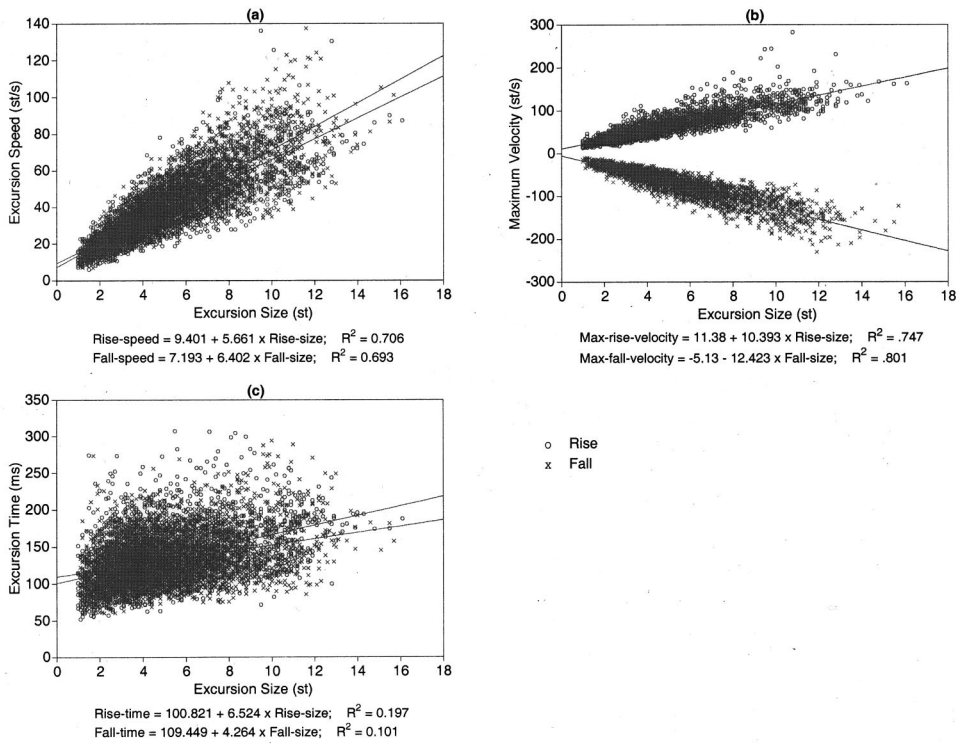 (a)
140
120
100
80
60
40
20
0
Excursion Speed (st/s)
0 2 4 6 8 10 12 14 16 18
Excursion Size (st)
Rise-speed = 9.401 + 5.661 x Rise-size; R² = 0.706
Fall-speed = 7.193 + 6.402 x Fall-size; R² = 0.693
(b)
300
200
100
0
-100
-200
-300
Maximum Velocity (st/s)
0 2 4 6 8 10 12 14 16 18
Excursion Size (st)
Max-rise-velocity = 11.38 + 10.393 x Rise-size; R² = .747
Max-fall-velocity = -5.13 - 12.423 x Fall-size; R² = .801
(c)
350
300
250
200
150
100
50
0
Excursion Time (ms)
0 2 4 6 8 10 12 14 16 18
Excursion Size (st)
Rise-time = 100.821 + 6.524 x Rise-size; R² = 0.197
Fall-time = 109.449 + 4.264 x Fall-size; R² = 0.101
o Rise
x Fall